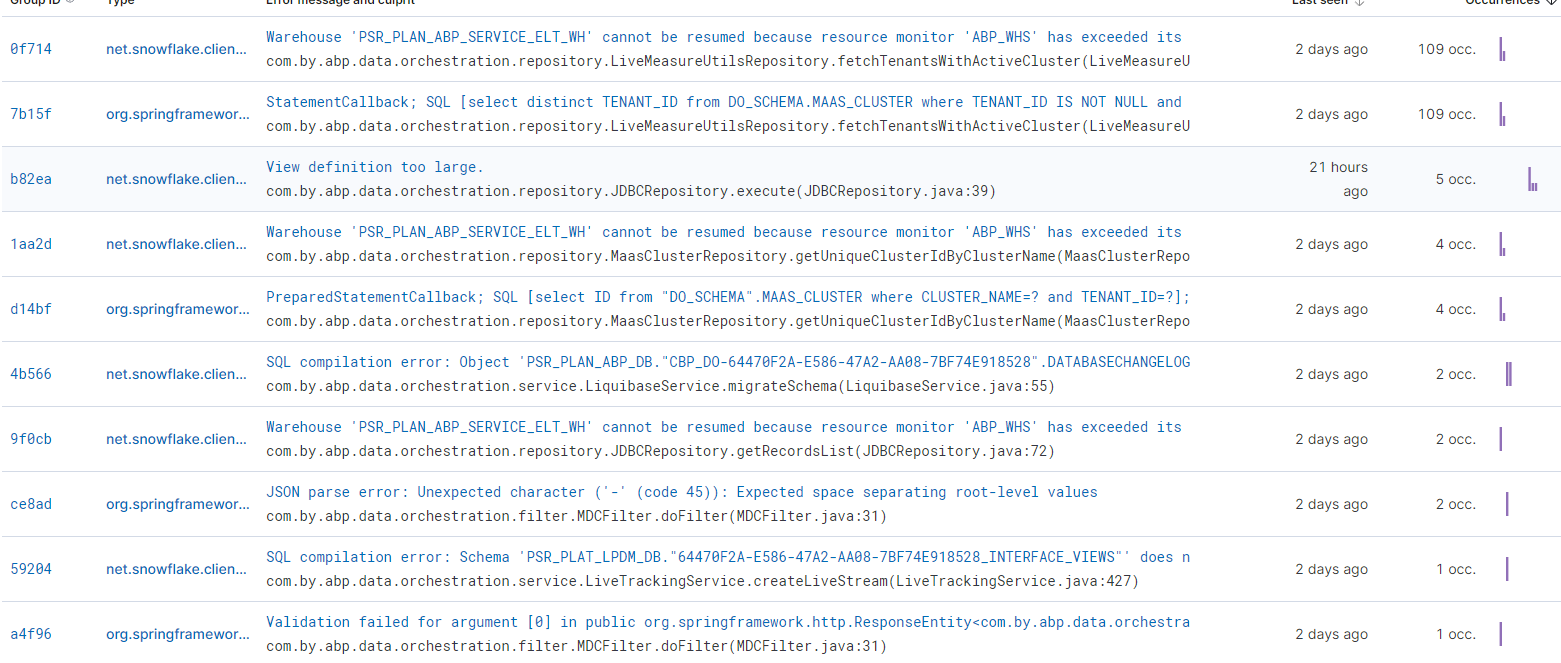 Group ID Type Error message and culprit Last seen Occurrences
Warehouse 'PSR_PLAN_ABP_SERVICE_ELT_WH' cannot be resumed because resource monitor 'ABP_WHS' has exceeded its
0f714 net.snowflake.clien... 2 days ago 109 occ.
com.by.abp.data.orchestration.repository.LiveMeasureUtilsRepository.fetchTenantsWithActiveCluster(LiveMeasureU
StatementCallback; SQL [select distinct TENANT_ID from DO_SCHEMA.MAAS_CLUSTER where TENANT_ID IS NOT NULL and
7b15f org.springframewor... 2 days ago 109 occ.
com.by.abp.data.orchestration.repository.LiveMeasureUtilsRepository.fetchTenantsWithActiveCluster(LiveMeasureU
View definition too large. 21 hours
b82ea net.snowflake.clien... 5 occ.
com.by.abp.data.orchestration.repository.JDBCRepository.execute(JDBCRepository.java:39) ago
Warehouse 'PSR_PLAN_ABP_SERVICE_ELT_WH' cannot be resumed because resource monitor 'ABP_WHS' has exceeded its
1aa2d net.snowflake.clien... 2 days ago 4 occ.
com.by.abp.data.orchestration.repository.MaasClusterRepository.getUniqueClusterIdByClusterName(MaasClusterRepo
PreparedStatementCallback; SQL [select ID from "DO_SCHEMA".MAAS_CLUSTER where CLUSTER_NAME=? and TENANT_ID=?];
d14bf org.springframewor... 2 days ago 4 occ.
com.by.abp.data.orchestration.repository.MaasClusterRepository.getUniqueClusterIdByClusterName(MaasClusterRepo
SQL compilation error: Object 'PSR_PLAN_ABP_DB."CBP_DO-64470F2A-E586-47A2-AA08-7BF74E918528".DATABASECHANGELOG
4b566 net.snowflake.clien... 2 days ago 2 occ.
com.by.abp.data.orchestration.service.LiquibaseService.migrateSchema(LiquibaseService.java:55)
Warehouse 'PSR_PLAN_ABP_SERVICE_ELT_WH' cannot be resumed because resource monitor 'ABP_WHS' has exceeded its
9f0cb net.snowflake.clien... 2 days ago 2 occ.
com.by.abp.data.orchestration.repository.JDBCRepository.getRecordsList(JDBCRepository.java:72)
JSON parse error: Unexpected character ('-' (code 45)): Expected space separating root-level values
ce8ad org.springframewor... 2 days ago 2 occ.
com.by.abp.data.orchestration.filter.MDCFilter.doFilter(MDCFilter.java:31)
SQL compilation error: Schema 'PSR_PLAT_LPDM_DB."64470F2A-E586-47A2-AA08-7BF74E918528_INTERFACE_VIEWS"' does n
59204 net.snowflake.clien... 2 days ago 1 occ.
com.by.abp.data.orchestration.service.LiveTrackingService.createLiveStream(LiveTrackingService.java:427)
Validation failed for argument [0] in public org.springframework.http.ResponseEntity<com.by.abp.data.orchestra
a4f96 org.springframewor... 2 days ago 1 occ.
com.by.abp.data.orchestration.filter.MDCFilter.doFilter(MDCFilter.java:31)